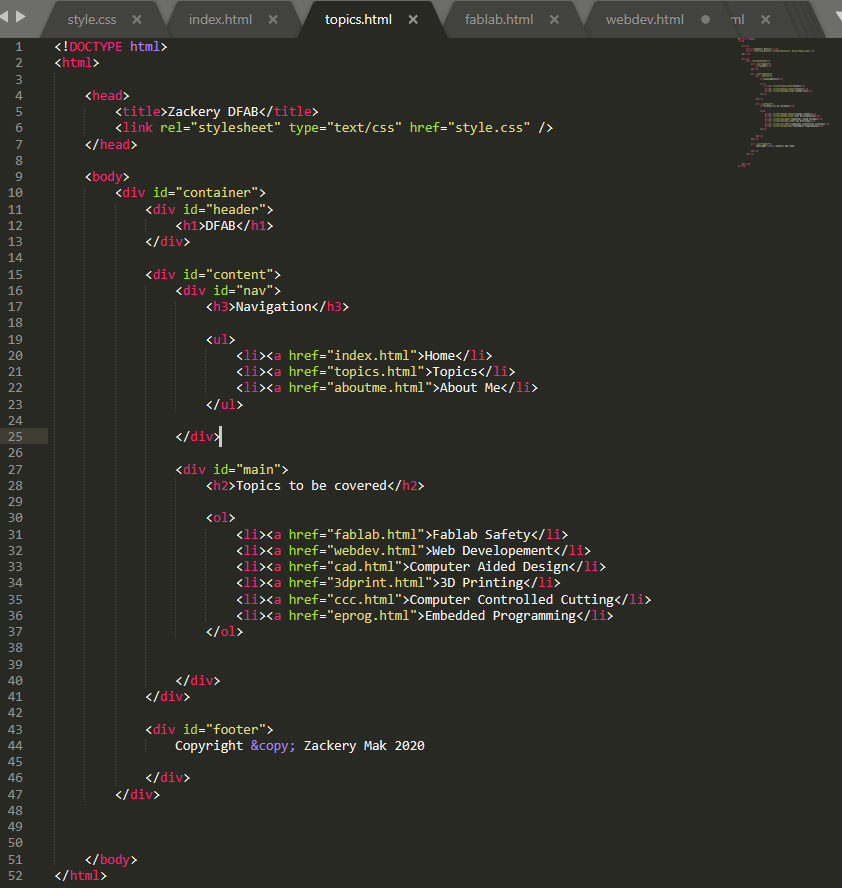 style.css × index.html × topics.html × fablab.html × webdev.html ml ×
1 <!DOCTYPE html>
2 <html>
3
4 <head>
5 <title>Zackery DFAB</title>
6 <link rel="stylesheet" type="text/css" href="style.css" />
7 </head>
8
9 <body>
10 <div id="container">
11 <div id="header">
12 <h1>DFAB</h1>
13 </div>
14
15 <div id="content">
16 <div id="nav">
17 <h3>Navigation</h3>
18
19 <ul>
20 <li><a href="index.html">Home</li>
21 <li><a href="topics.html">Topics</li>
22 <li><a href="aboutme.html">About Me</li>
23 </ul>
24
25 </div>
26
27 <div id="main">
28 <h2>Topics to be covered</h2>
29
30 <ol>
31 <li><a href="fablab.html">Fablab Safety</li>
32 <li><a href="webdev.html">Web Developement</li>
33 <li><a href="cad.html">Computer Aided Design</li>
34 <li><a href="3dprint.html">3D Printing</li>
35 <li><a href="ccc.html">Computer Controlled Cutting</li>
36 <li><a href="eprog.html">Embedded Programming</li>
37 </ol>
38
39
40 </div>
41 </div>
42
43 <div id="footer">
44 Copyright &copy; Zackery Mak 2020
45
46 </div>
47 </div>
48
49
50
51 </body>
52 </html>